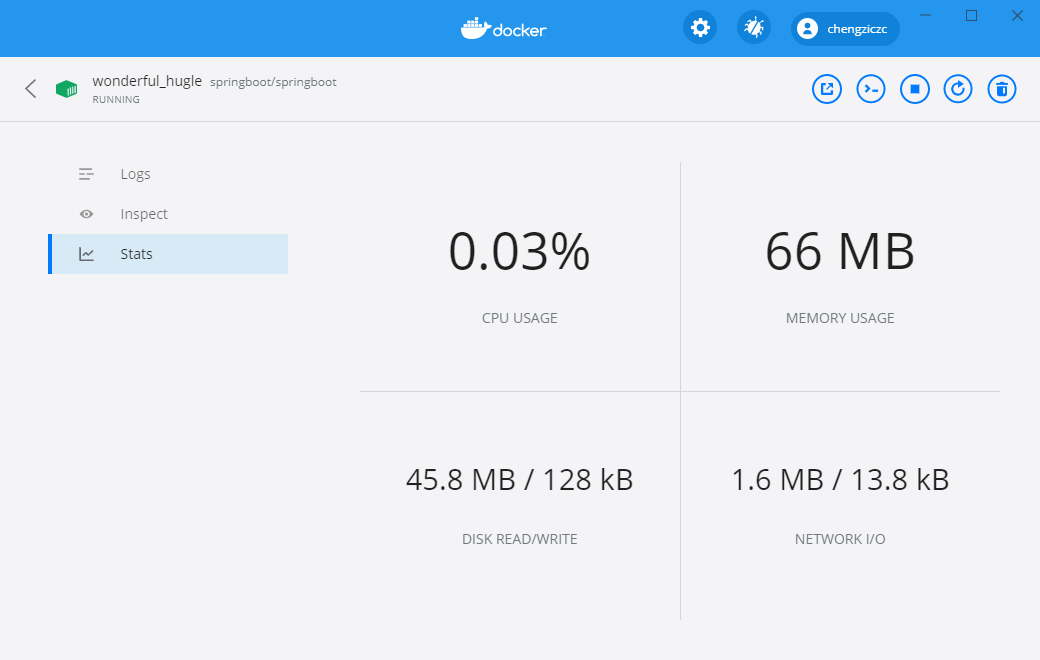 docker
chengziczc
wonderful_hugle springboot/springboot
RUNNING
Logs
Inspect
Stats
0.03%
CPU USAGE
66 MB
MEMORY USAGE
45.8 MB / 128 kB
DISK READ/WRITE
1.6 MB / 13.8 kB
NETWORK I/O